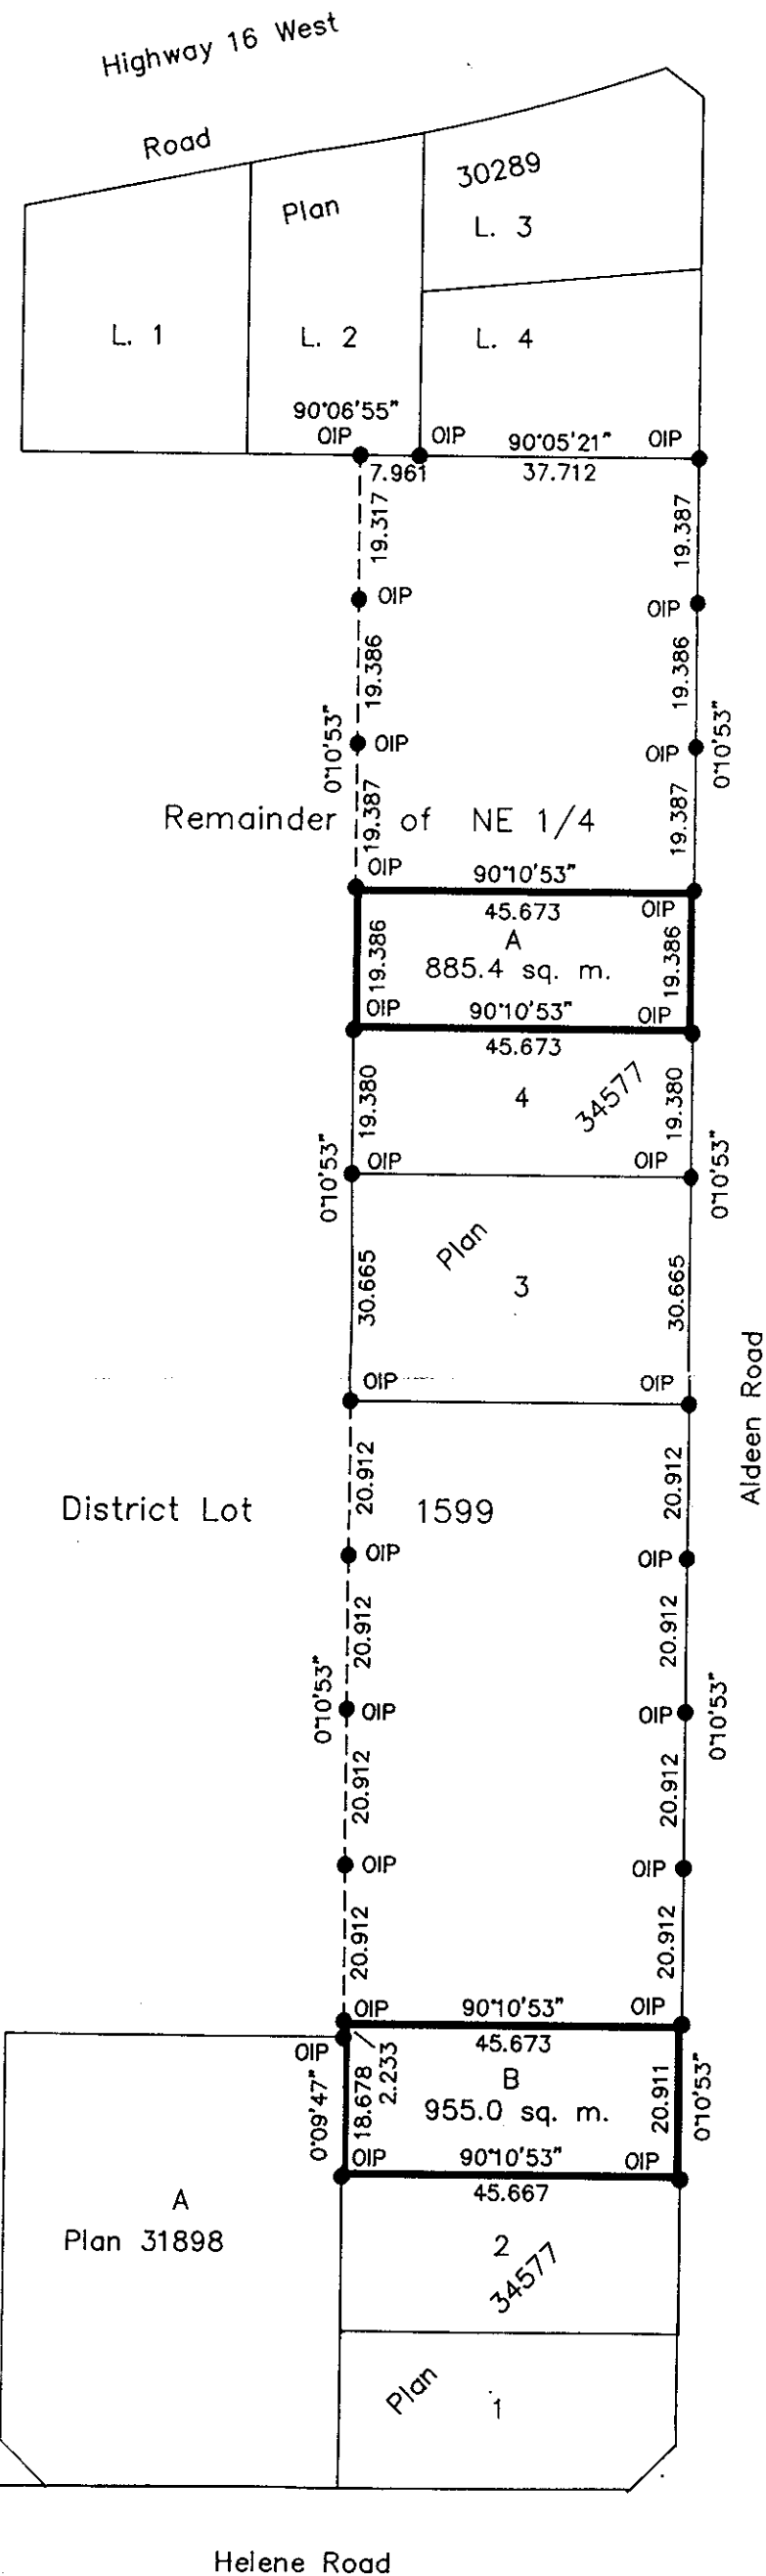 Highway 16 West
Road
30289
Plan
L. 3
L. 1
L. 2
L. 4
90°06'55"
OIP
OIP
90°05'21"
OIP
7.961
37.712
19.317
19.387
OIP
OIP
19.386
19.386
0°10'53"
0°10'53"
OIP
OIP
19.387
19.387
Remainder of NE 1/4
OIP
90°10'53"
45.673
OIP
A
19.386
19.386
885.4 sq. m.
OIP
90°10'53"
OIP
45.673
19.380
4
34577
19.380
0°10'53"
0°10'53"
OIP
OIP
Plan
30.665
3
30.665
OIP
OIP
Aldeen Road
20.912
20.912
District Lot 1599
OIP
OIP
20.912
20.912
0°10'53"
0°10'53"
OIP
OIP
20.912
20.912
OIP
OIP
20.912
20.912
OIP
90°10'53"
OIP
45.673
OIP
2.233
B
0°09'47"
18.678
955.0 sq. m.
20.911
0°10'53"
OIP
90°10'53"
OIP
45.667
A
Plan 31898
2
34577
Plan
1
Helene Road